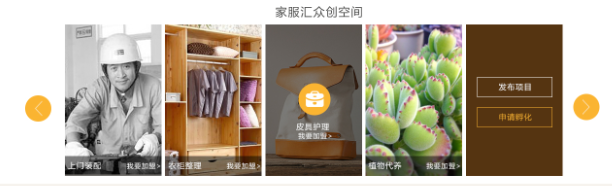 家服汇众创空间
上门装配 我要加盟>
衣柜整理 我要加盟>
皮具护理
我要加盟>
植物代养 我要加盟>
发布项目
申请孵化